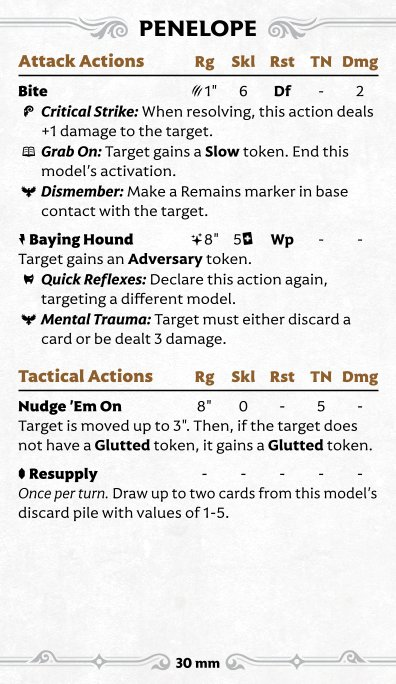 PENELOPE
Attack Actions Rg Skl Rst TN Dmg
Bite 1" 6 Df - 2
Critical Strike: When resolving, this action deals
+1 damage to the target.
Grab On: Target gains a Slow token. End this
model's activation.
Dismember: Make a Remains marker in base
contact with the target.
Baying Hound 8" 5 Wp - -
Target gains an Adversary token.
Quick Reflexes: Declare this action again,
targeting a different model.
Mental Trauma: Target must either discard a
card or be dealt 3 damage.
Tactical Actions Rg Skl Rst TN Dmg
Nudge 'Em On 8" 0 - 5 -
Target is moved up to 3". Then, if the target does
not have a Glutted token, it gains a Glutted token.
Resupply - - - - -
Once per turn. Draw up to two cards from this model's
discard pile with values of 1-5.
30 mm